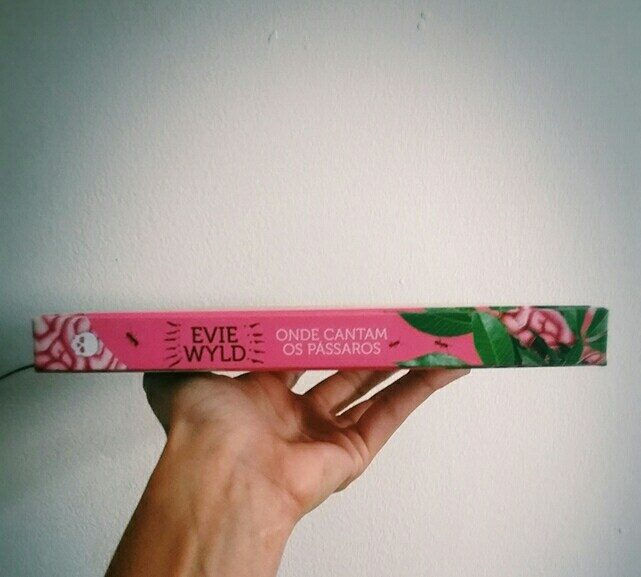 EVIE
WYLD
ONDE CANTAM
OS PÁSSAROS